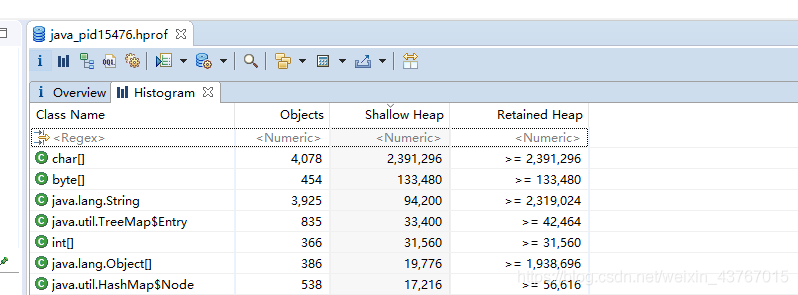 java_pid15476.hprof
i OQL
i Overview Histogram
Class Name Objects Shallow Heap Retained Heap
<Regex> <Numeric> <Numeric> <Numeric>
C char[] 4,078 2,391,296 >= 2,391,296
C byte[] 454 133,480 >= 133,480
C java.lang.String 3,925 94,200 >= 2,319,024
C java.util.TreeMap$Entry 835 33,400 >= 42,464
C int[] 366 31,560 >= 31,560
C java.lang.Object[] 386 19,776 >= 1,938,696
C java.util.HashMap$Node 538 17,216 >= 56,616
https://blog.csdn.net/weixin_43767015